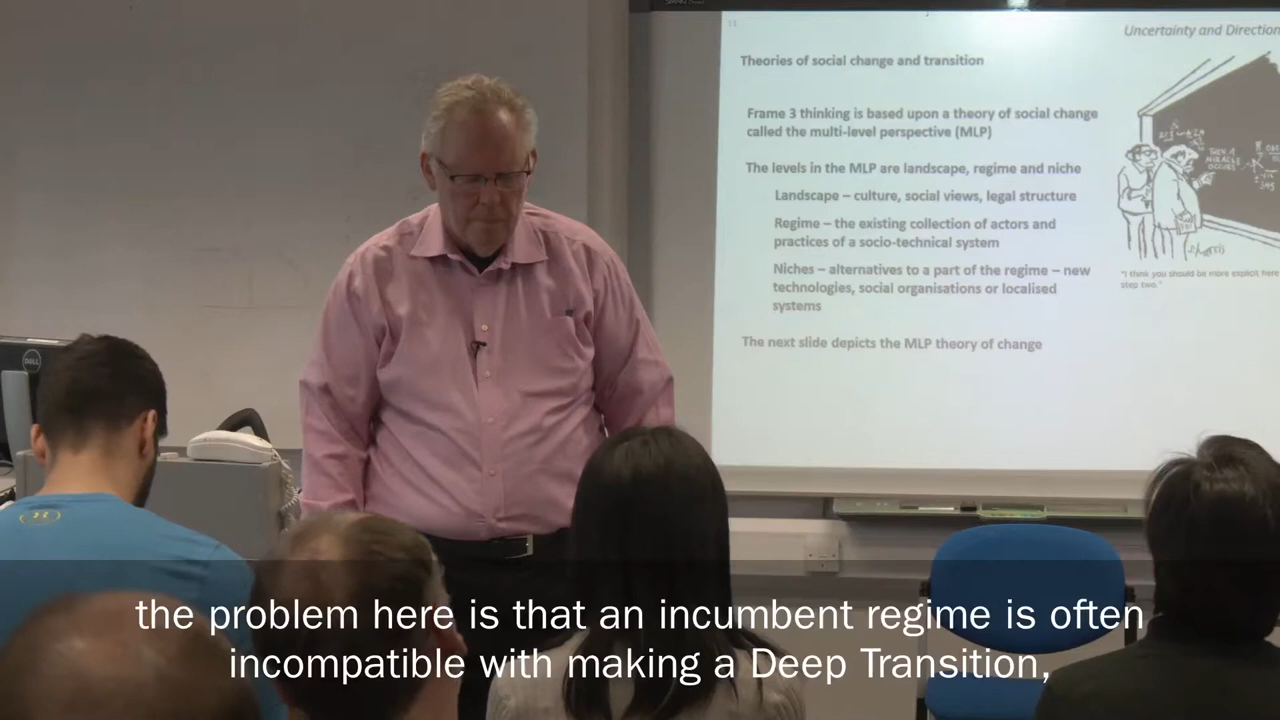 Uncertainty and Direction
Theories of social change and transition
Frame 3 thinking is based upon a theory of social change
called the multi-level perspective (MLP)
The levels in the MLP are landscape, regime and niche
Landscape – culture, social views, legal structure
Regime – the existing collection of actors and
practices of a socio-technical system
Niches – alternatives to a part of the regime – new
technologies, social organisations or localised
systems
The next slide depicts the MLP theory of change
THEN A
MIRACLE
OCCURS
"I think you should be more explicit here
step two."
DELL
the problem here is that an incumbent regime is often
incompatible with making a Deep Transition,